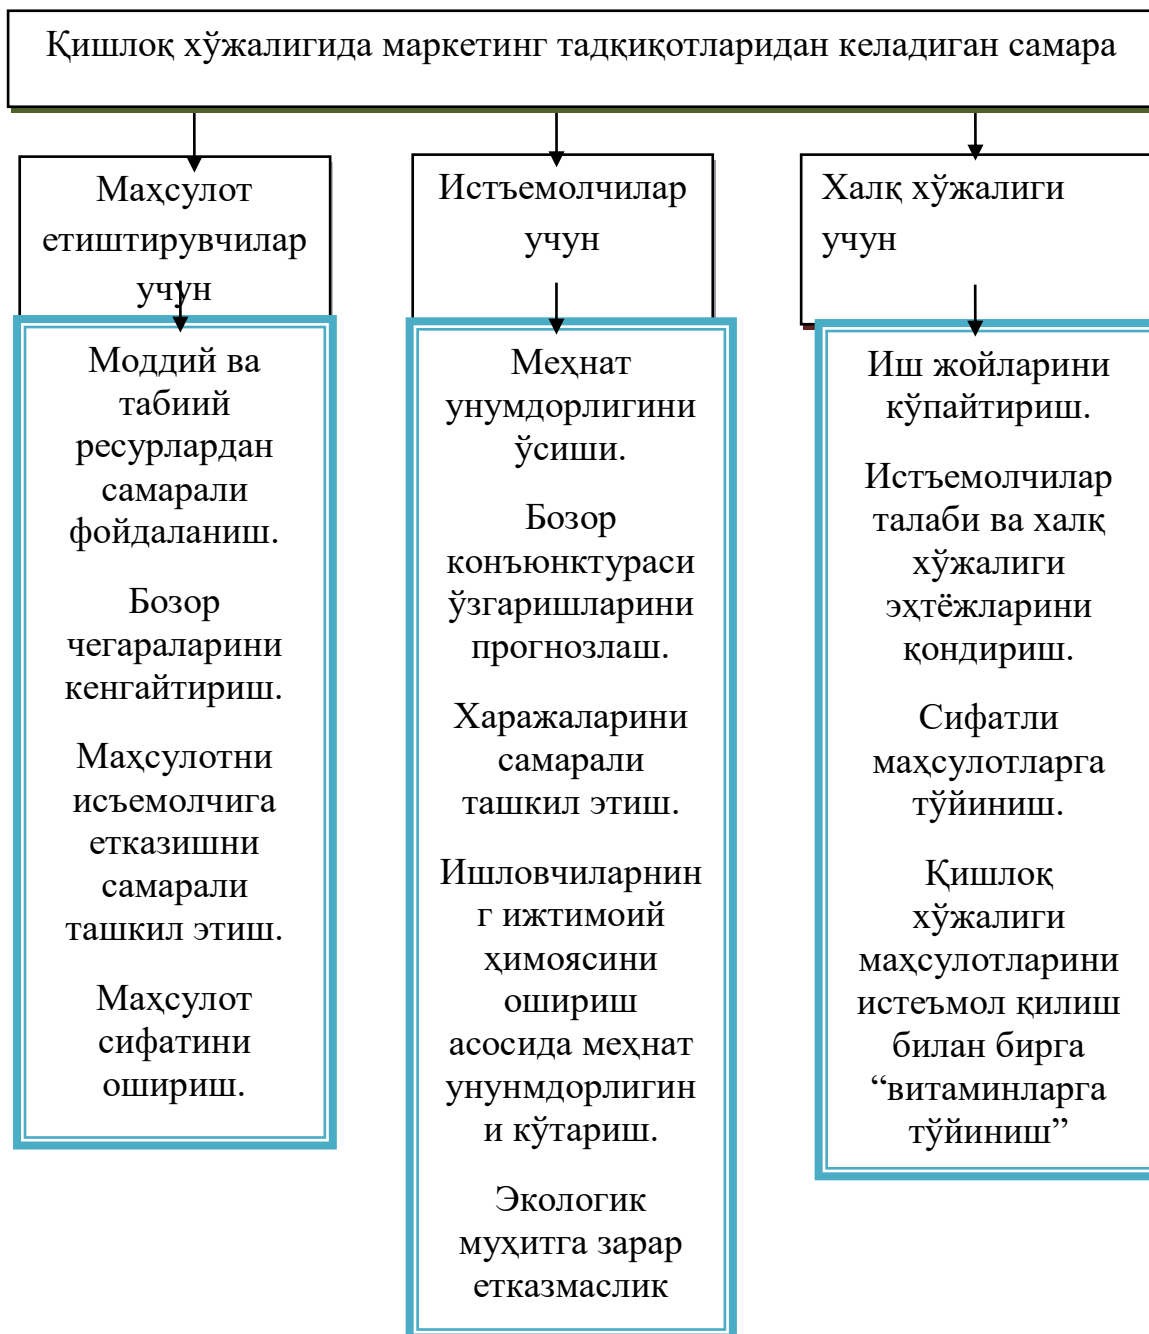 Қишлоқ хўжалигида маркетинг тадқиқотларидан келадиган самара
Маҳсулот
етиштирувчилар
учун
Моддий ва
табиий
ресурлардан
самарали
фойдаланиш.
Бозор
чегараларини
кенгайтириш.
Маҳсулотни
исъемолчига
етказишни
самарали
ташкил этиш.
Маҳсулот
сифатини
ошириш.
Истъемолчилар
учун
Меҳнат
унумдорлигини
ўсиши.
Бозор
конъюнктураси
ўзгаришларини
прогнозлаш.
Харажаларини
самарали
ташкил этиш.
Ишловчиларнин
г ижтимоий
ҳимоясини
ошириш
асосида меҳнат
унунмдорлигин
и кўтариш.
Экологик
муҳитга зарар
етказмаслик
Халқ хўжалиги
учун
Иш жойларини
кўпайтириш.
Истъемолчилар
талаби ва халқ
хўжалиги
эҳтёжларини
қондириш.
Сифатли
маҳсулотларга
тўйиниш.
Қишлоқ
хўжалиги
маҳсулотларини
истеъмол қилиш
билан бирга
“витаминларга
тўйиниш”